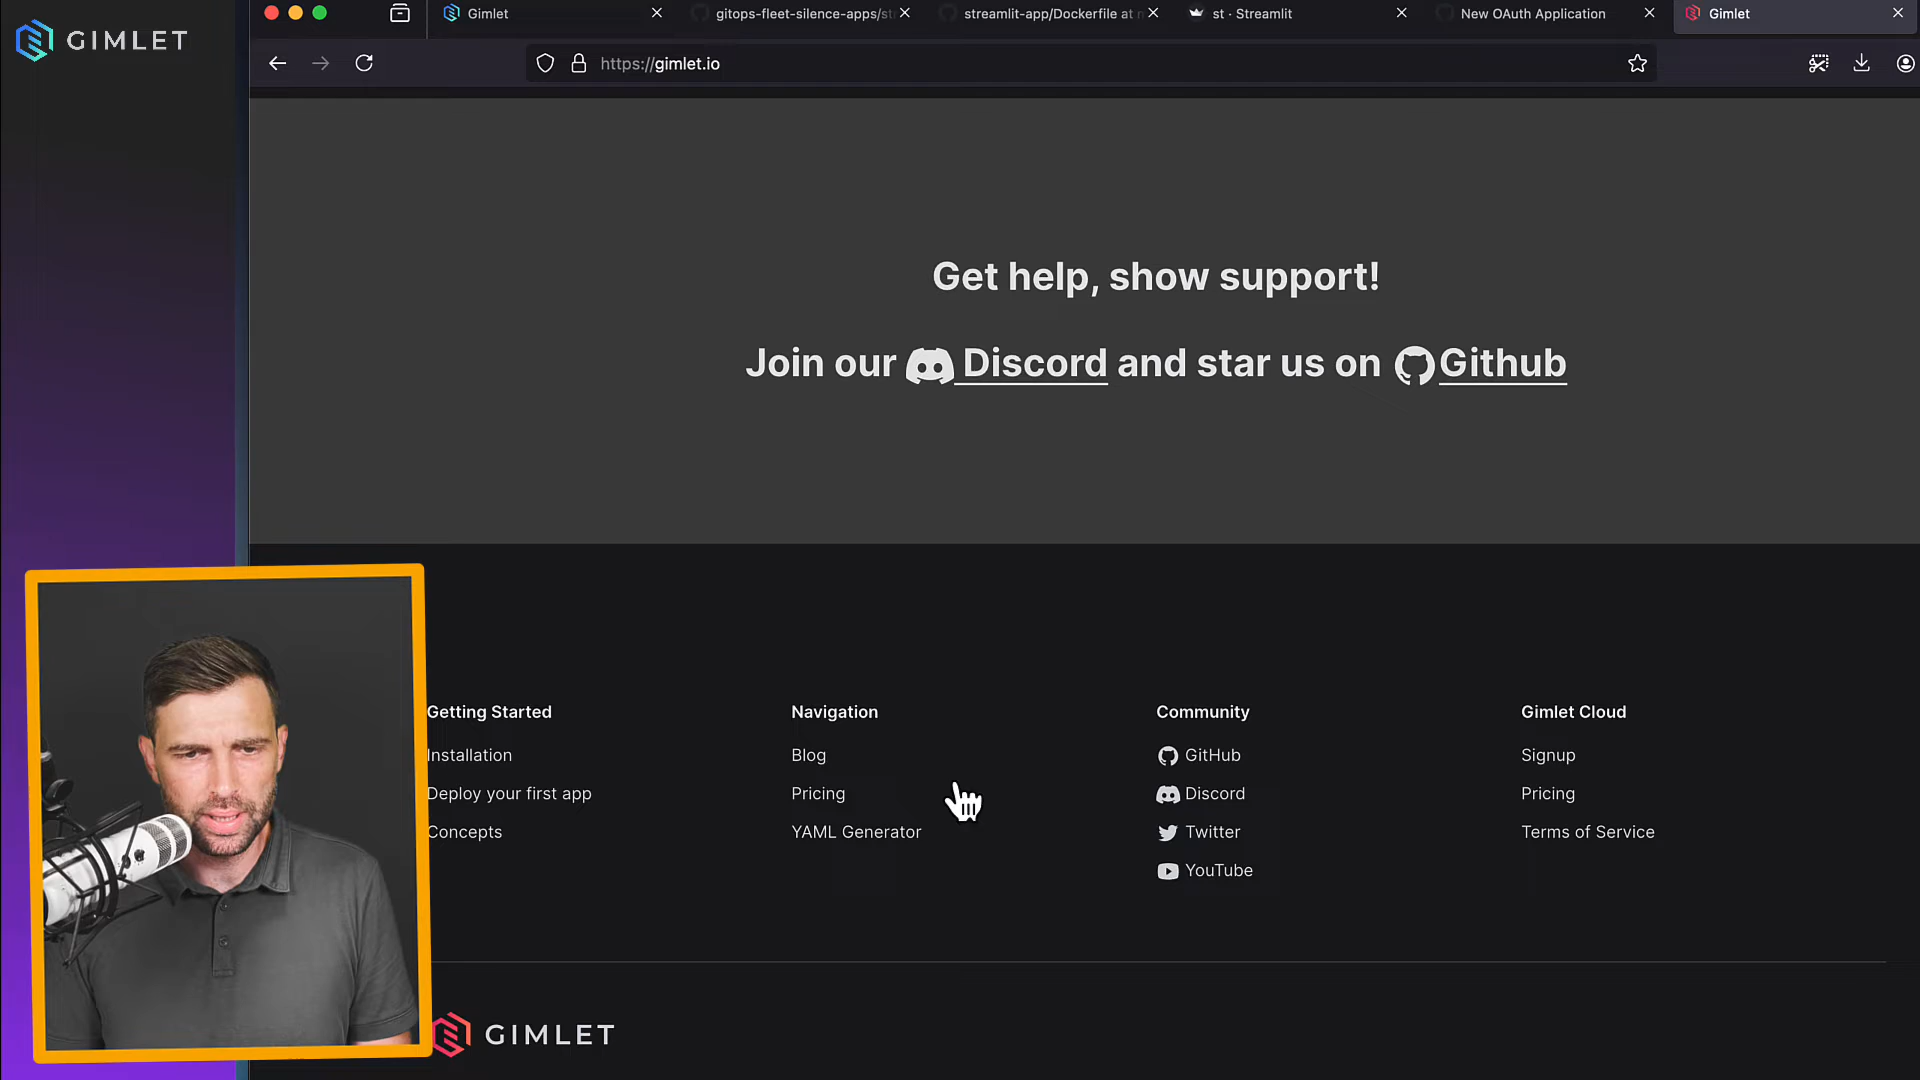 GIMLET
Gimlet
gitops-fleet-silence-apps/st
streamlit-app/Dockerfile at m
st · Streamlit
New OAuth Application
Gimlet
https://gimlet.io
Get help, show support!
Join our Discord and star us on Github
Getting Started
Installation
Deploy your first app
Concepts
Navigation
Blog
Pricing
YAML Generator
Community
GitHub
Discord
Twitter
YouTube
Gimlet Cloud
Signup
Pricing
Terms of Service
GIMLET